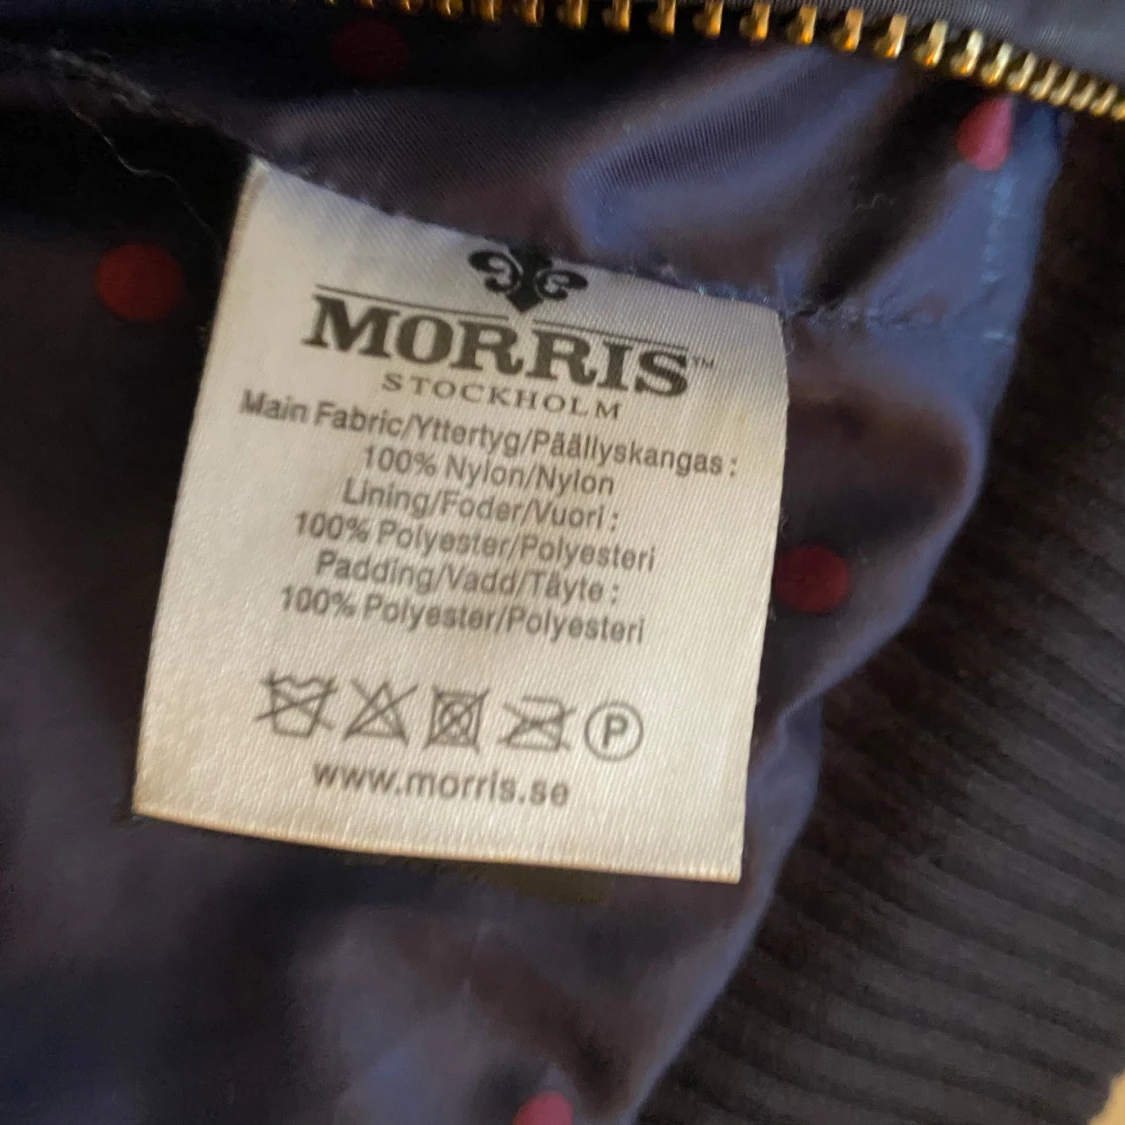 MORRIS™
STOCKHOLM
Main Fabric/Yttertyg/Päällyskangas:
100% Nylon/Nylon
Lining/Foder/Vuori:
100% Polyester/Polyesteri
Padding/Vadd/Täyte:
100% Polyester/Polyesteri
P
www.morris.se